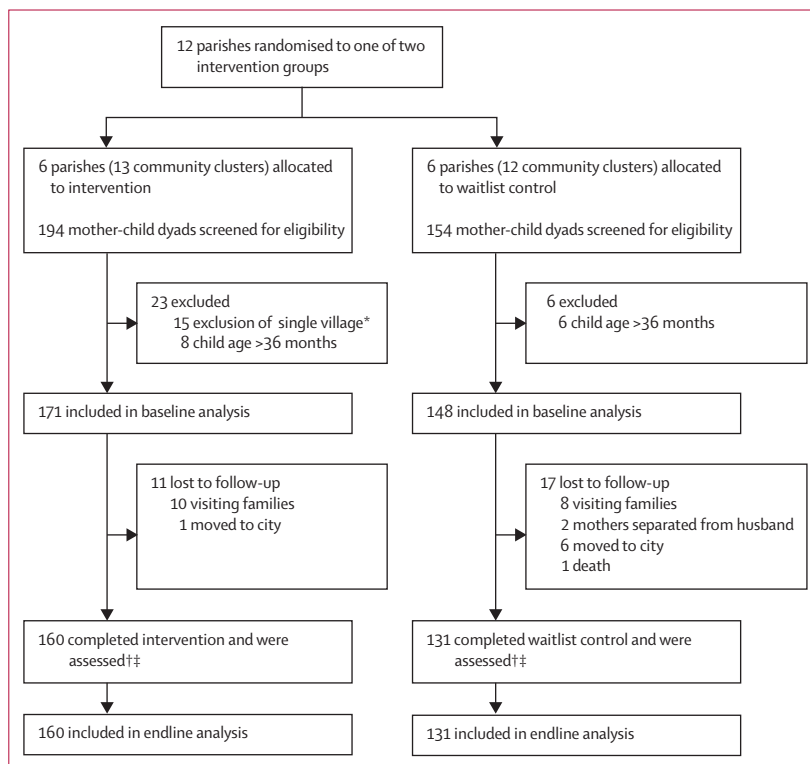 12 parishes randomised to one of two
intervention groups
6 parishes (13 community clusters) allocated
to intervention
194 mother-child dyads screened for eligibility
6 parishes (12 community clusters) allocated
to waitlist control
154 mother-child dyads screened for eligibility
23 excluded
15 exclusion of single village*
8 child age >36 months
6 excluded
6 child age >36 months
171 included in baseline analysis
148 included in baseline analysis
11 lost to follow-up
10 visiting families
1 moved to city
17 lost to follow-up
8 visiting families
2 mothers separated from husband
6 moved to city
1 death
160 completed intervention and were
assessed†‡
131 completed waitlist control and were
assessed†‡
160 included in endline analysis
131 included in endline analysis